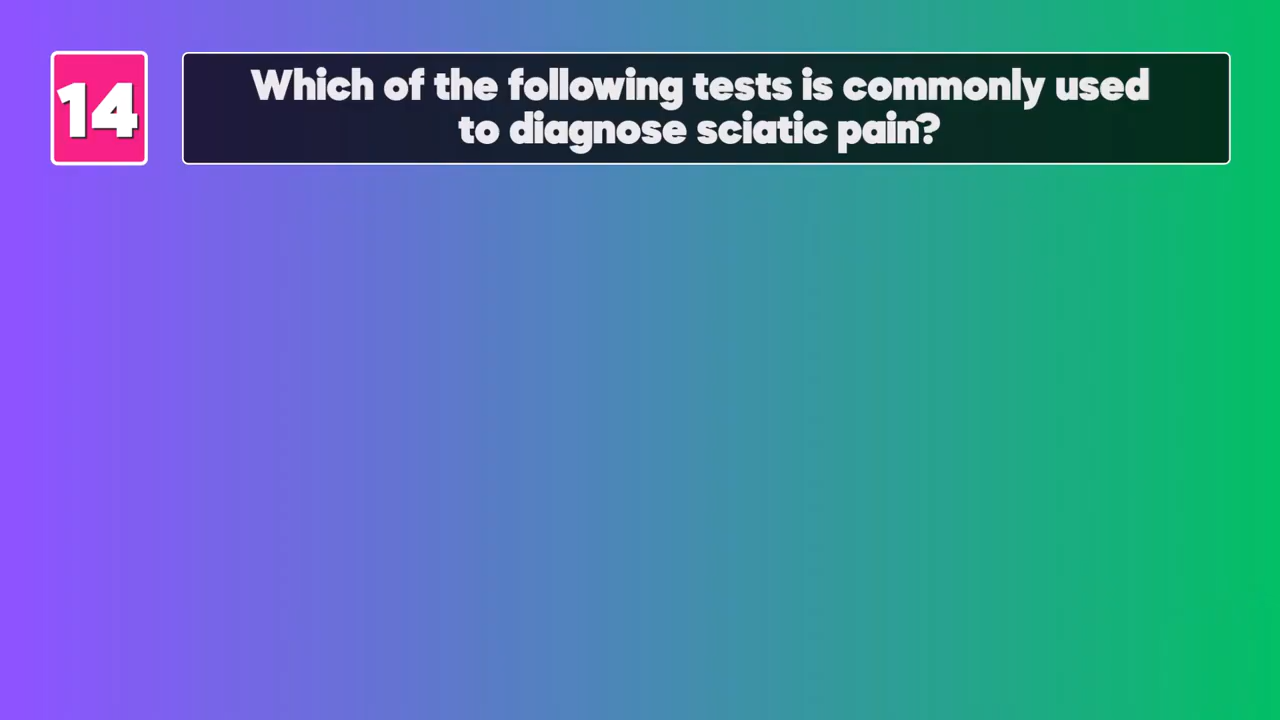 14
Which of the following tests is commonly used
to diagnose sciatic pain?